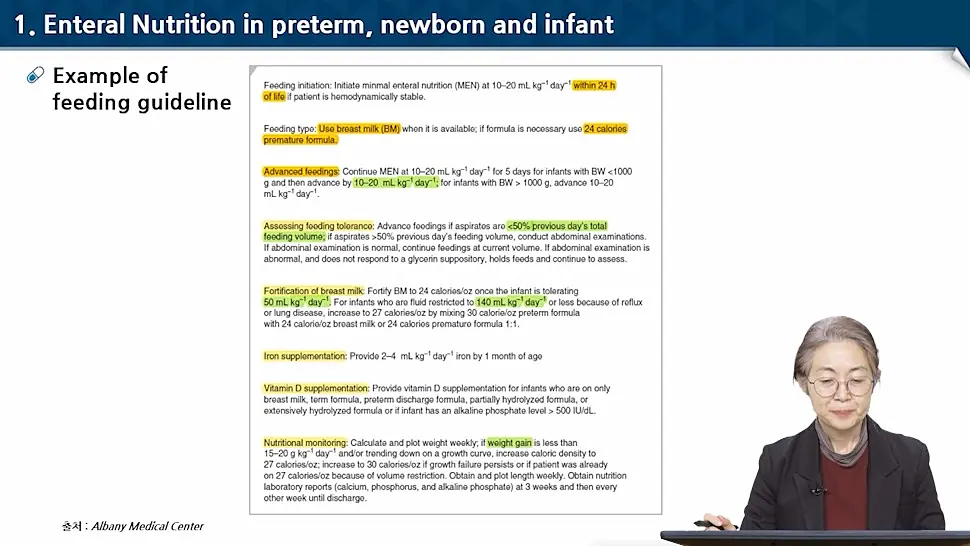 1. Enteral Nutrition in preterm, newborn and infant
Example of
feeding guideline
Feeding initiation: Initiate minmal enteral nutrition (MEN) at 10–20 mL kg⁻¹ day⁻¹ within 24 h
of life if patient is hemodynamically stable.
Feeding type: Use breast milk (BM) when it is available; if formula is necessary use 24 calories
premature formula.
Advanced feedings: Continue MEN at 10–20 mL kg⁻¹ day⁻¹ for 5 days for infants with BW <1000
g and then advance by 10–20 mL kg⁻¹ day⁻¹; for infants with BW > 1000 g, advance 10–20
mL kg⁻¹ day⁻¹.
Assessing feeding tolerance: Advance feedings if aspirates are <50% previous day's total
feeding volume; if aspirates >50% previous day's feeding volume, conduct abdominal examinations.
If abdominal examination is normal, continue feedings at current volume. If abdominal examination is
abnormal, and does not respond to a glycerin suppository, holds feeds and continue to assess.
Fortification of breast milk: Fortify BM to 24 calories/oz once the infant is tolerating
50 mL kg⁻¹ day⁻¹. For infants who are fluid restricted to 140 mL kg⁻¹ day⁻¹ or less because of reflux
or lung disease, increase to 27 calories/oz by mixing 30 calorie/oz preterm formula
with 24 calorie/oz breast milk or 24 calories premature formula 1:1.
Iron supplementation: Provide 2–4 mL kg⁻¹ day⁻¹ iron by 1 month of age
Vitamin D supplementation: Provide vitamin D supplementation for infants who are on only
breast milk, term formula, preterm discharge formula, partially hydrolyzed formula, or
extensively hydrolyzed formula or if infant has an alkaline phosphate level > 500 IU/dL.
Nutritional monitoring: Calculate and plot weight weekly; if weight gain is less than
15–20 g kg⁻¹ day⁻¹ and/or trending down on a growth curve, increase caloric density to
27 calories/oz; increase to 30 calories/oz if growth failure persists or if patient was already
on 27 calories/oz because of volume restriction. Obtain and plot length weekly. Obtain nutrition
laboratory reports (calcium, phosphorus, and alkaline phosphate) at 3 weeks and then every
other week until discharge.
출처 : Albany Medical Center